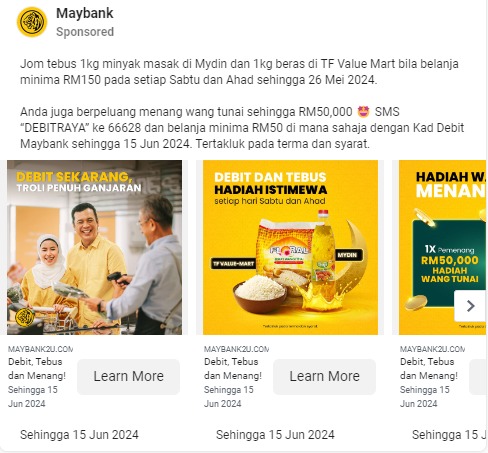 Maybank
Sponsored
Jom tebus 1kg minyak masak di Mydin dan 1kg beras di TF Value Mart bila belanja
minima RM150 pada setiap Sabtu dan Ahad sehingga 26 Mei 2024.
Anda juga berpeluang menang wang tunai sehingga RM50,000 🤩 SMS
“DEBITRAYA” ke 66628 dan belanja minima RM50 di mana sahaja dengan Kad Debit
Maybank sehingga 15 Jun 2024. Tertakluk pada terma dan syarat.
DEBIT SEKARANG,
TROLI PENUH GANJARAN
MAYBANK2U.COM
Debit, Tebus
dan Menang!
Sehingga 15
Jun 2024
Learn More
Sehingga 15 Jun 2024
DEBIT DAN TEBUS
HADIAH ISTIMEWA
setiap hari Sabtu dan Ahad
FLORAL
TF VALUE-MART
MYDIN
MAYBANK2U.COM
Debit, Tebus
dan Menang!
Sehingga 15
Jun 2024
Learn More
Sehingga 15 Jun 2024
HADIAH W
MENAN
1X Pemenang
RM50,000
HADIAH
WANG TUNAI
MAYBANK2U.COM
Debit, Tebus
dan Menang!
Sehingga 15
Jun 2024
Sehingga 15 J